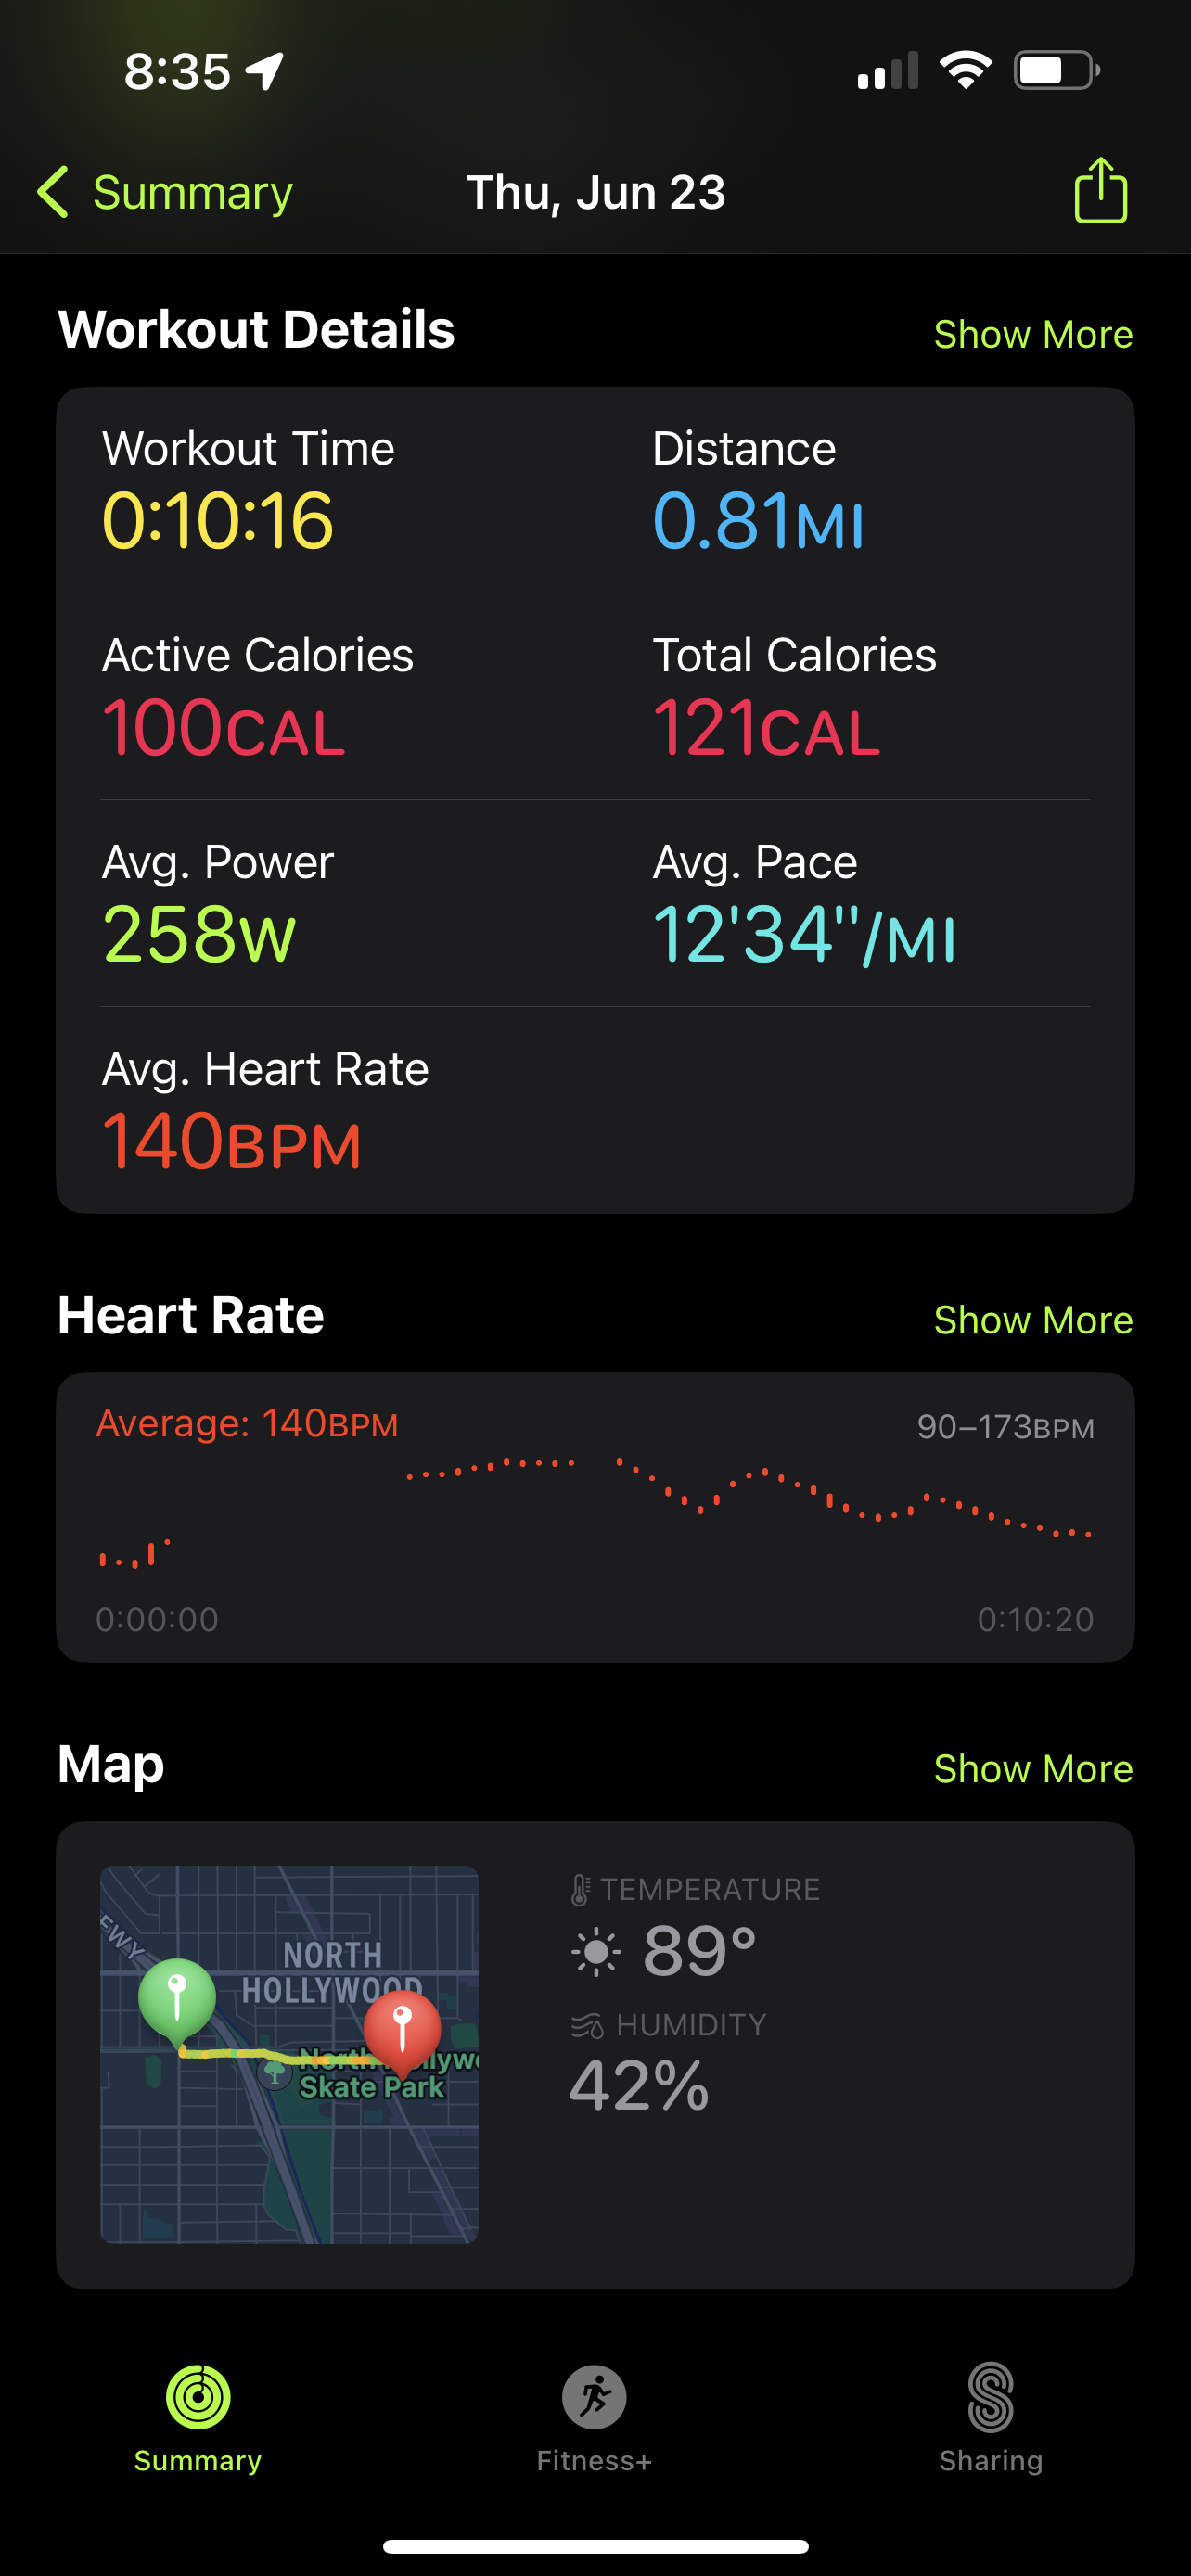 8:35
Summary
Thu, Jun 23
Workout Details
Show More
Workout Time
Distance
0:10:16
0.81MI
Active Calories
Total Calories
100CAL
121CAL
Avg. Power
Avg. Pace
258W
12'34"/MI
Avg. Heart Rate
140BPM
Heart Rate
Show More
Average: 140BPM
90–173BPM
0:00:00
0:10:20
Map
Show More
FWY
NORTH
HOLLYWOOD
North
Skate Park
TEMPERATURE
89°
HUMIDITY
42%
Summary
Fitness+
Sharing